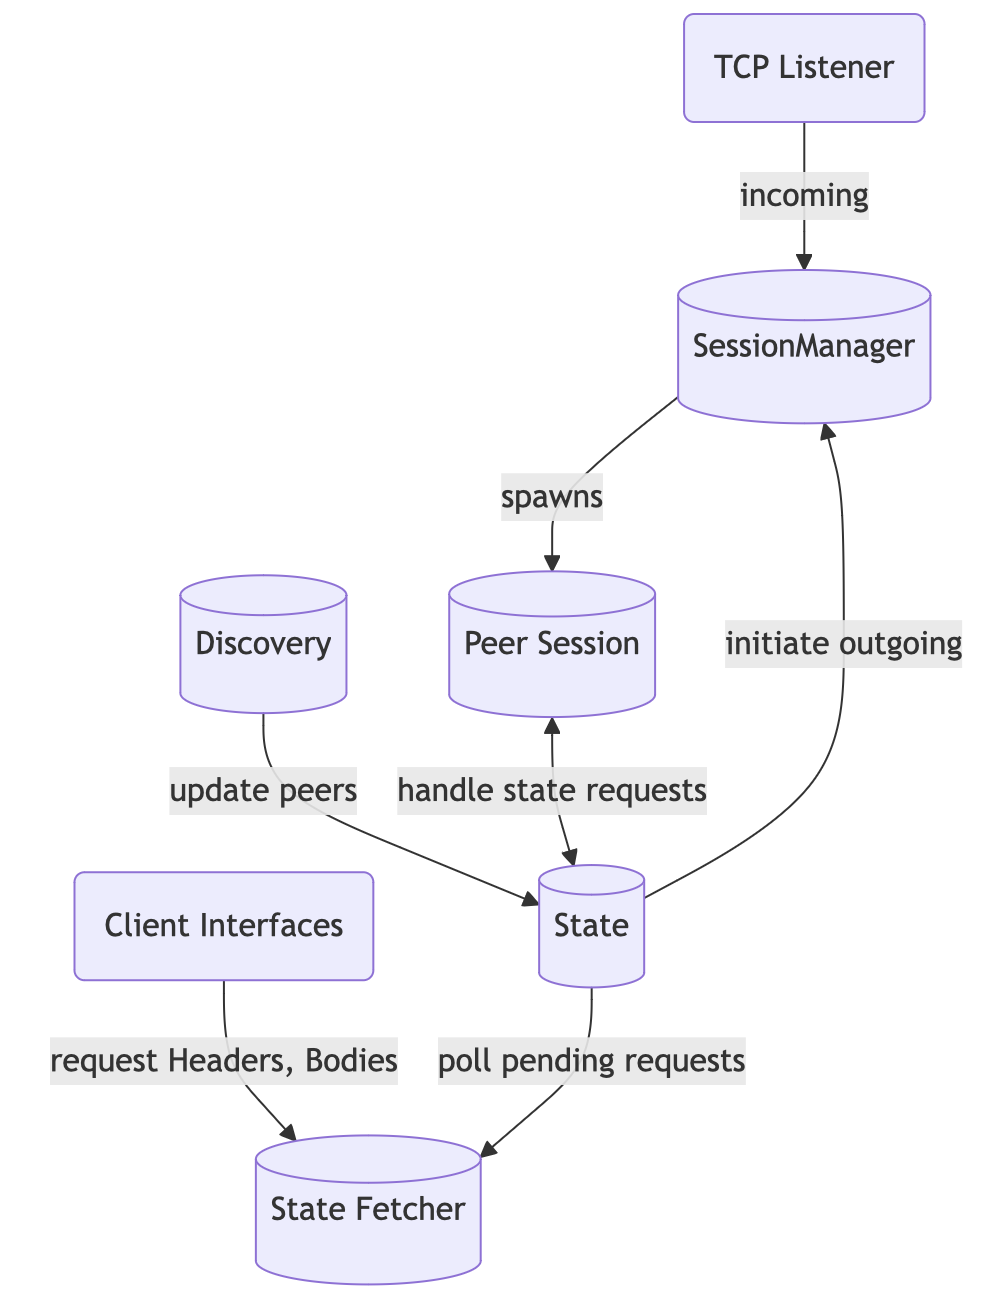 TCP Listener
incoming
SessionManager
spawns
Discovery
Peer Session
initiate outgoing
update peers
handle state requests
Client Interfaces
State
request Headers, Bodies
poll pending requests
State Fetcher